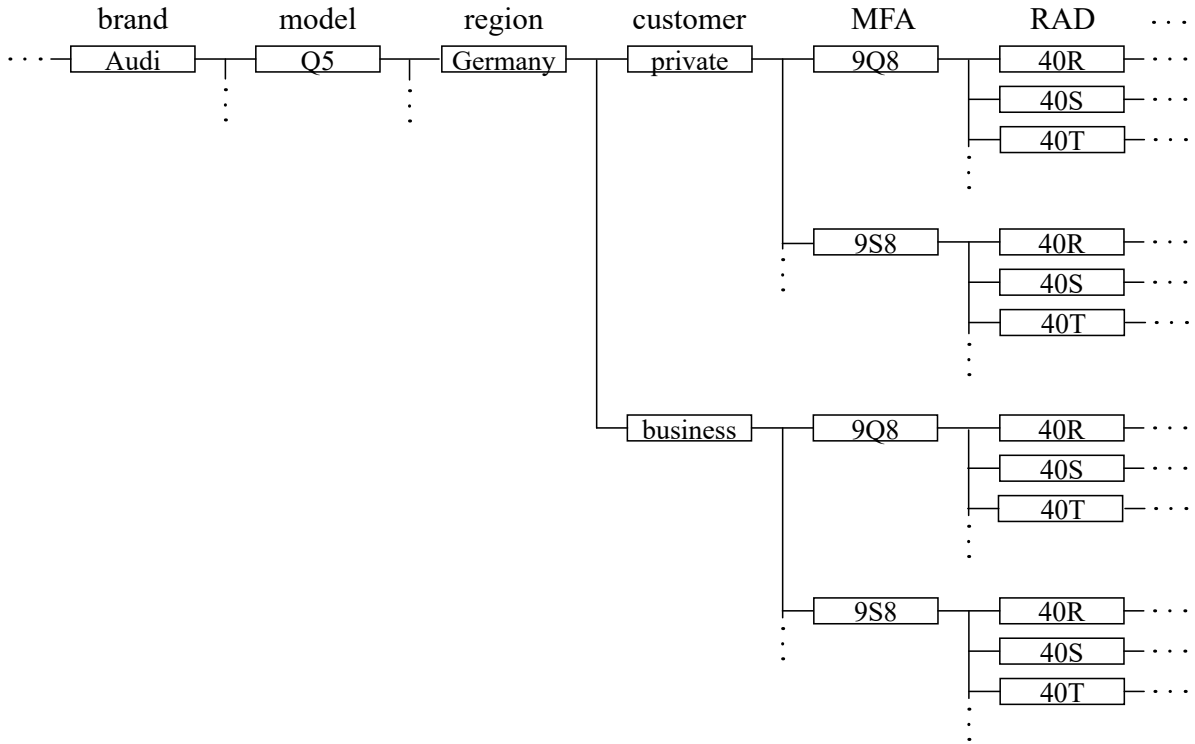 brand model region customer MFA RAD . . .
. . . Audi Q5 Germany private 9Q8 40R . . .
40S . . .
40T . . .
9S8 40R . . .
40S . . .
40T . . .
business 9Q8 40R . . .
40S . . .
40T . . .
9S8 40R . . .
40S . . .
40T . . .